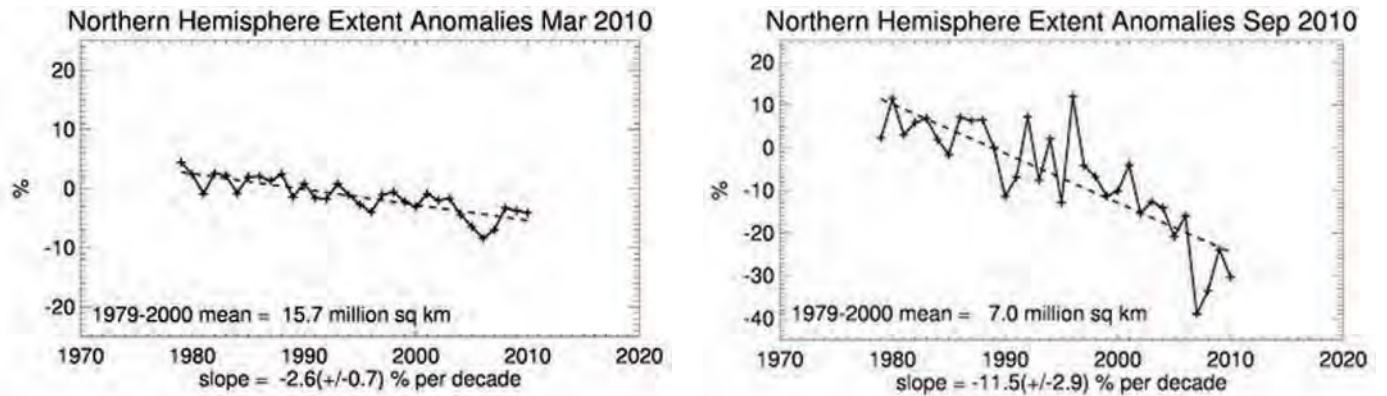 Northern Hemisphere Extent Anomalies Mar 2010
20
10
0
-10
-20
%
1979-2000 mean = 15.7 million sq km
1970 1980 1990 2000 2010 2020
slope = -2.6(+/-0.7) % per decade
Northern Hemisphere Extent Anomalies Sep 2010
20
10
0
-10
-20
-30
-40
%
1979-2000 mean = 7.0 million sq km
1970 1980 1990 2000 2010 2020
slope = -11.5(+/-2.9) % per decade